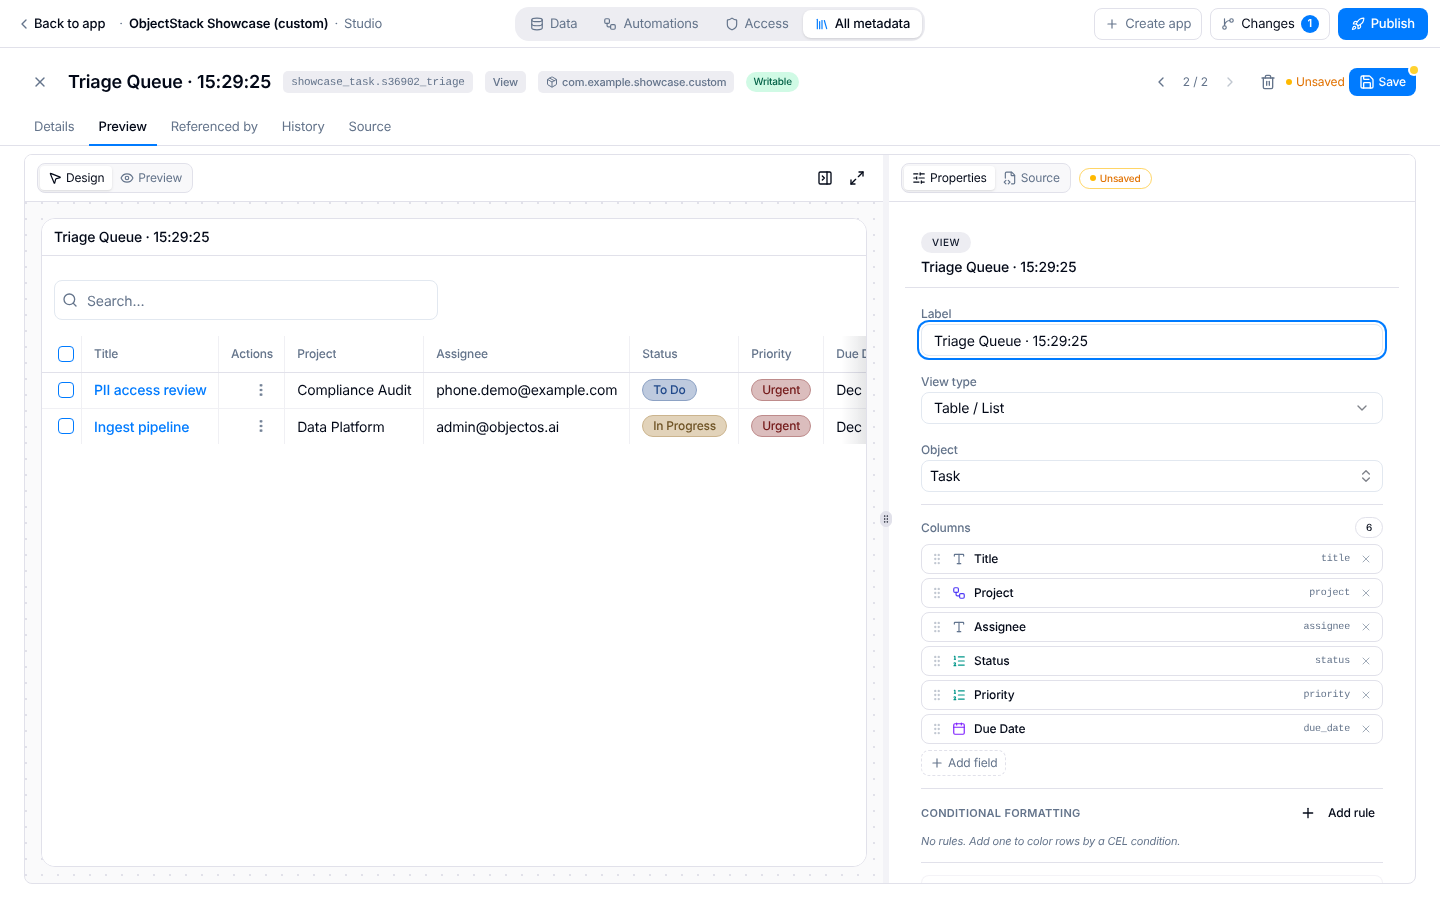 Back to app · ObjectStack Showcase (custom) · Studio
Data Automations Access All metadata
Create app Changes 1 Publish
Triage Queue · 15:29:25 showcase_task.s36902_triage View com.example.showcase.custom Writable
2 / 2 Unsaved Save
Details Preview Referenced by History Source
Design Preview
Triage Queue · 15:29:25
Search...
Title Actions Project Assignee Status Priority Due D
PII access review Compliance Audit phone.demo@example.com To Do Urgent Dec
Ingest pipeline Data Platform admin@objectos.ai In Progress Urgent Dec
Properties Source Unsaved
VIEW
Triage Queue · 15:29:25
Label
Triage Queue · 15:29:25
View type
Table / List
Object
Task
Columns 6
Title title
Project project
Assignee assignee
Status status
Priority priority
Due Date due_date
Add field
CONDITIONAL FORMATTING Add rule
No rules. Add one to color rows by a CEL condition.